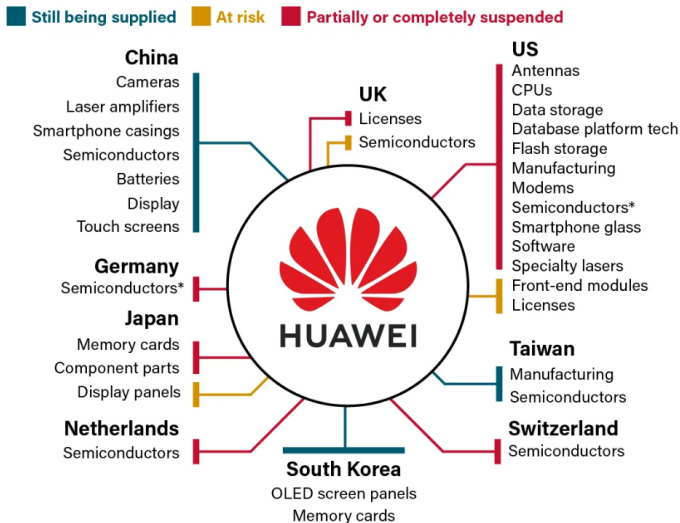 Still being supplied
At risk
Partially or completely suspended
China
Cameras
Laser amplifiers
Smartphone casings
Semiconductors
Batteries
Display
Touch screens
UK
Licenses
Semiconductors
US
Antennas
CPUs
Data storage
Database platform tech
Flash storage
Manufacturing
Modems
Semiconductors*
Smartphone glass
Software
Specialty lasers
Front-end modules
Licenses
Germany
Semiconductors*
HUAWEI
Japan
Memory cards
Component parts
Display panels
Taiwan
Manufacturing
Semiconductors
Netherlands
Semiconductors
South Korea
OLED screen panels
Memory cards
Switzerland
Semiconductors